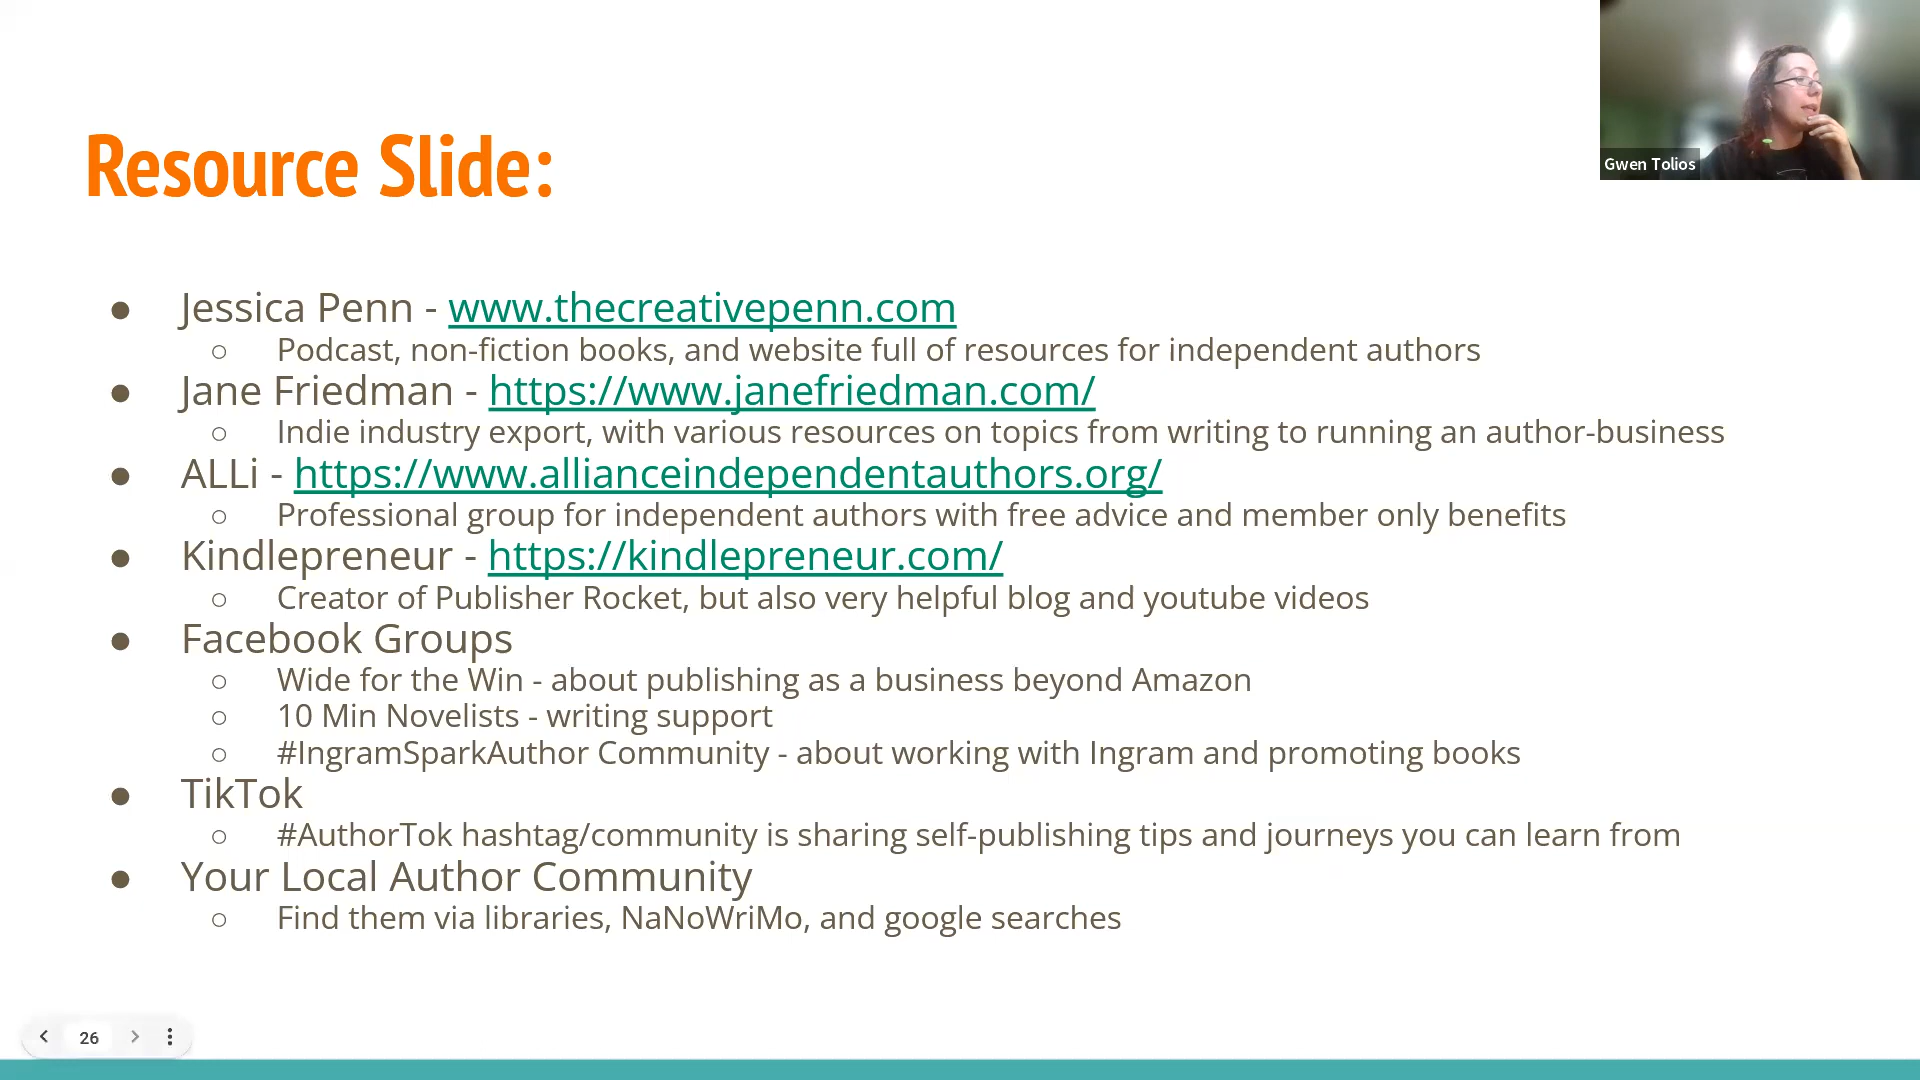 Gwen Tolios
Resource Slide:
● Jessica Penn - www.thecreativepenn.com
○ Podcast, non-fiction books, and website full of resources for independent authors
● Jane Friedman - https://www.janefriedman.com/
○ Indie industry export, with various resources on topics from writing to running an author-business
● ALLi - https://www.allianceindependentauthors.org/
○ Professional group for independent authors with free advice and member only benefits
● Kindlepreneur - https://kindlepreneur.com/
○ Creator of Publisher Rocket, but also very helpful blog and youtube videos
● Facebook Groups
○ Wide for the Win - about publishing as a business beyond Amazon
○ 10 Min Novelists - writing support
○ #IngramSparkAuthor Community - about working with Ingram and promoting books
● TikTok
○ #AuthorTok hashtag/community is sharing self-publishing tips and journeys you can learn from
● Your Local Author Community
○ Find them via libraries, NaNoWriMo, and google searches
26